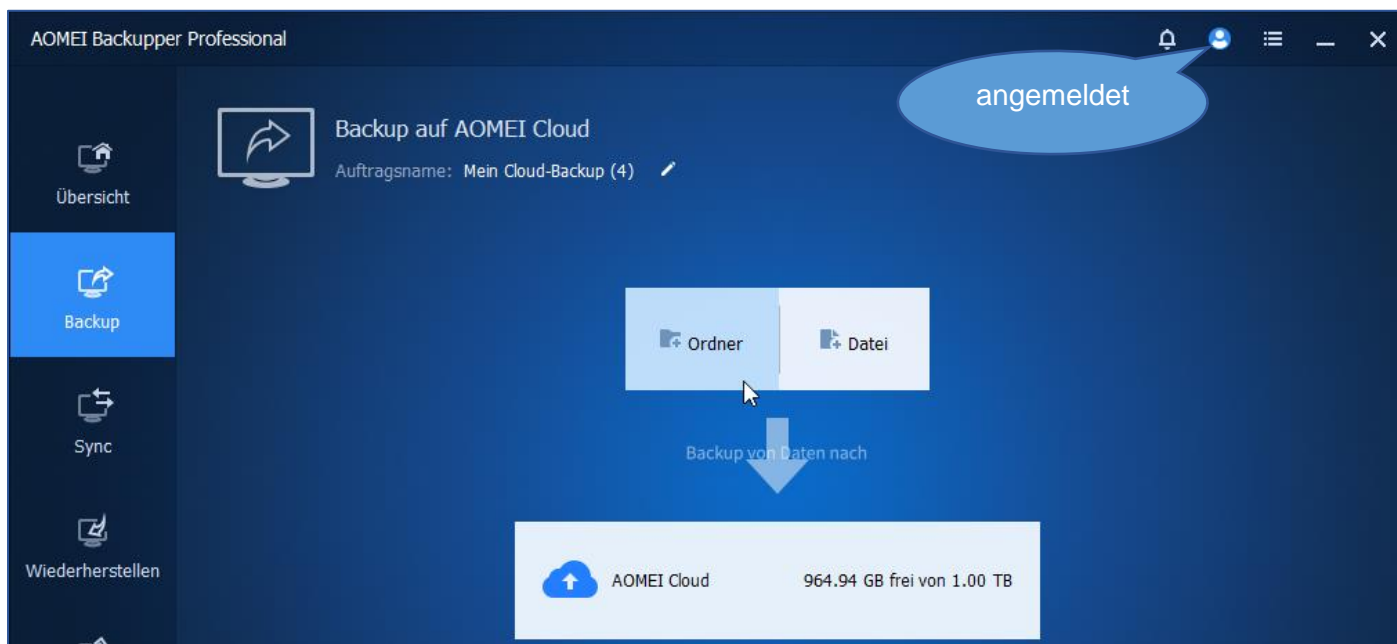 AOMEI Backupper Professional
angemeldet
Backup auf AOMEI Cloud
Auftragsname: Mein Cloud-Backup (4)
Übersicht
Backup
Sync
Wiederherstellen
Ordner
Datei
Backup von Daten nach
AOMEI Cloud 964.94 GB frei von 1.00 TB